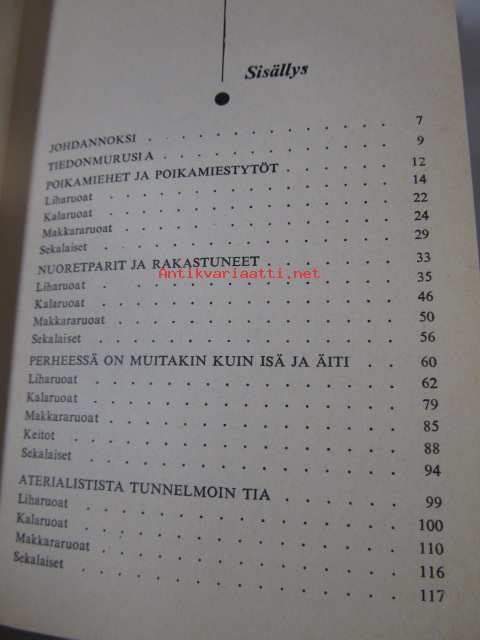 Sisällys
JOHDANNOKSI . . . . . . . . . . 7
TIEDONMURUSIA . . . . . . . . . . 9
POIKAMIEHET JA POIKAMIESTYTÖT . . . . 12
Liharuoat . . . . . . . . . . 14
Kalaruoat . . . . . . . . . . 22
Makkararuoat . . . . . . . . . . 24
Sekalaiset . . . . . . . . . . 29
NUORETPARIT JA RAKASTUNEET . . . . . 33
Antikvariaatti.net
Liharuoat . . . . . . . . . . 35
Kalaruoat . . . . . . . . . . 46
Makkararuoat . . . . . . . . . . 50
Sekalaiset . . . . . . . . . . 56
PERHEESSÄ ON MUITAKIN KUIN ISÄ JA ÄITI . . 60
Liharuoat . . . . . . . . . . 62
Kalaruoat . . . . . . . . . . 79
Makkararuoat . . . . . . . . . . 85
Keitot . . . . . . . . . . 88
Sekalaiset . . . . . . . . . . 94
ATERIALISTISTA TUNNELMOIN TIA . . . . . 99
Liharuoat . . . . . . . . . . 100
Kalaruoat . . . . . . . . . . 110
Makkararuoat . . . . . . . . . . 116
Sekalaiset . . . . . . . . . . 117